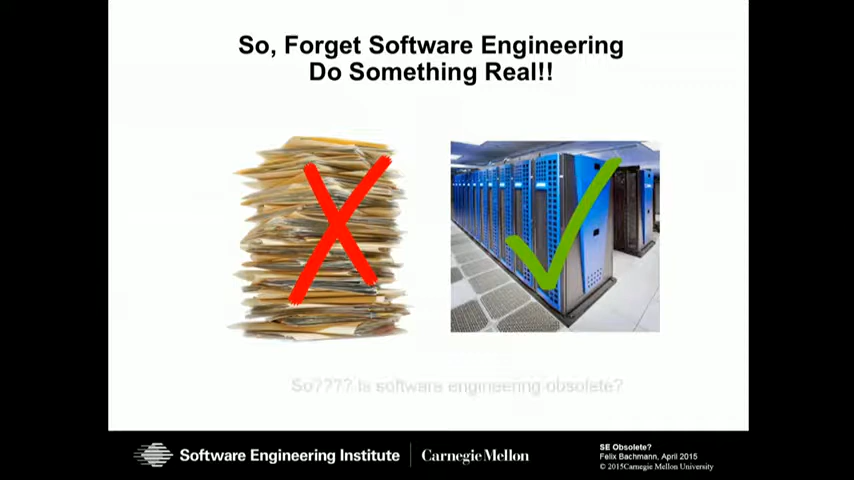 So, Forget Software Engineering
Do Something Real!!
So???? Is software engineering obsolete?
Software Engineering Institute
Carnegie Mellon
SE Obsolete?
Felix Bachmann, April 2015
© 2015Carnegie Mellon University